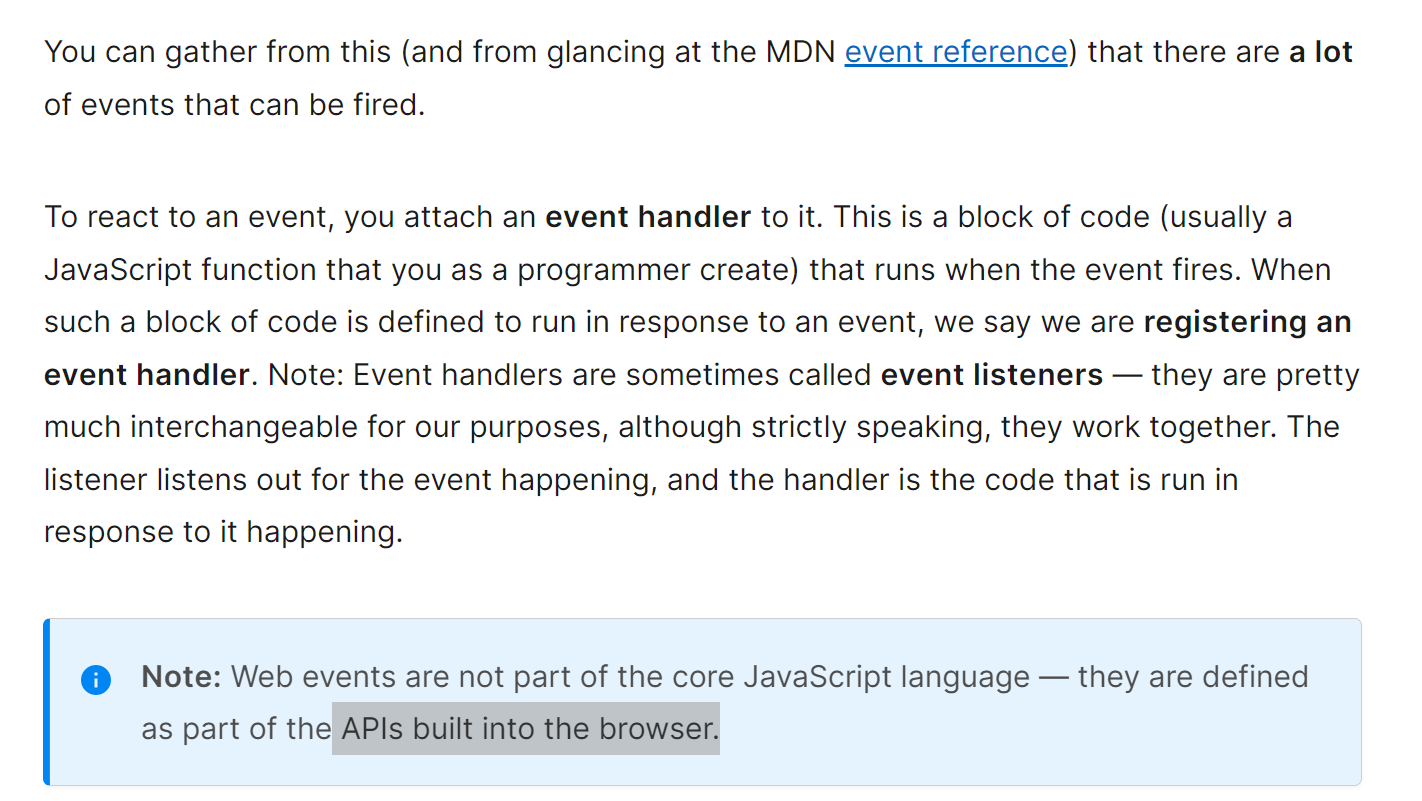 You can gather from this (and from glancing at the MDN event reference) that there are a lot
of events that can be fired.
To react to an event, you attach an event handler to it. This is a block of code (usually a
JavaScript function that you as a programmer create) that runs when the event fires. When
such a block of code is defined to run in response to an event, we say we are registering an
event handler. Note: Event handlers are sometimes called event listeners — they are pretty
much interchangeable for our purposes, although strictly speaking, they work together. The
listener listens out for the event happening, and the handler is the code that is run in
response to it happening.
Note: Web events are not part of the core JavaScript language — they are defined
as part of the APIs built into the browser.